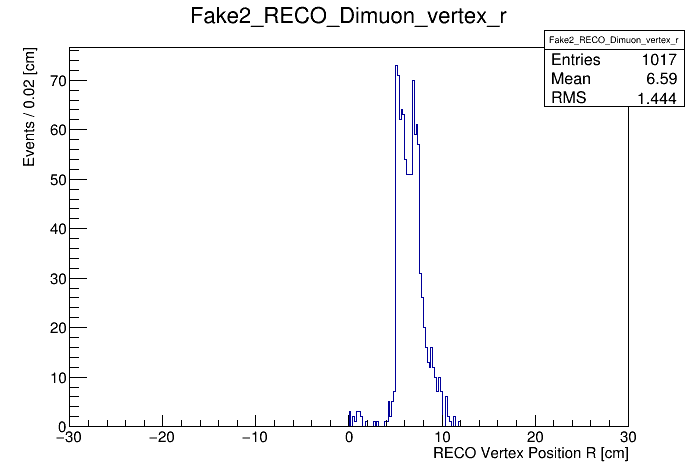 Fake2_RECO_Dimuon_vertex_r
Fake2_RECO_Dimuon_vertex_r
Entries 1017
Mean 6.59
RMS 1.444
Events / 0.02 [cm]
70
60
50
40
30
20
10
0
−30 −20 −10 0 10 20 30
RECO Vertex Position R [cm]